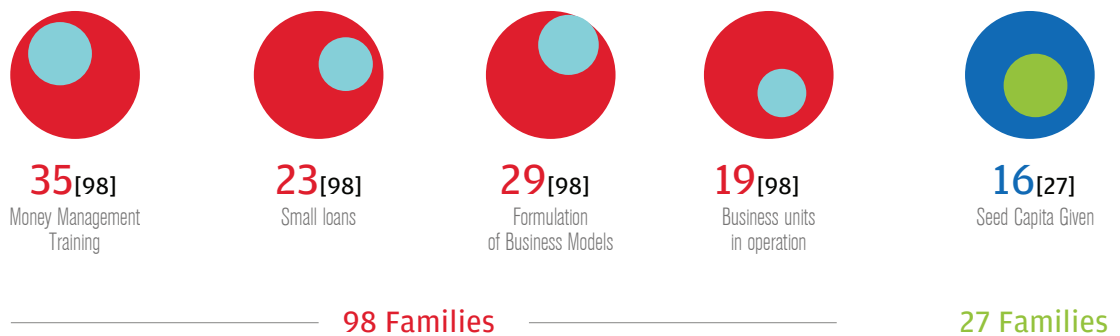 35[98]
Money Management
Training
23[98]
Small loans
29[98]
Formulation
of Business Models
19[98]
Business units
in operation
16[27]
Seed Capita Given
98 Families
27 Families